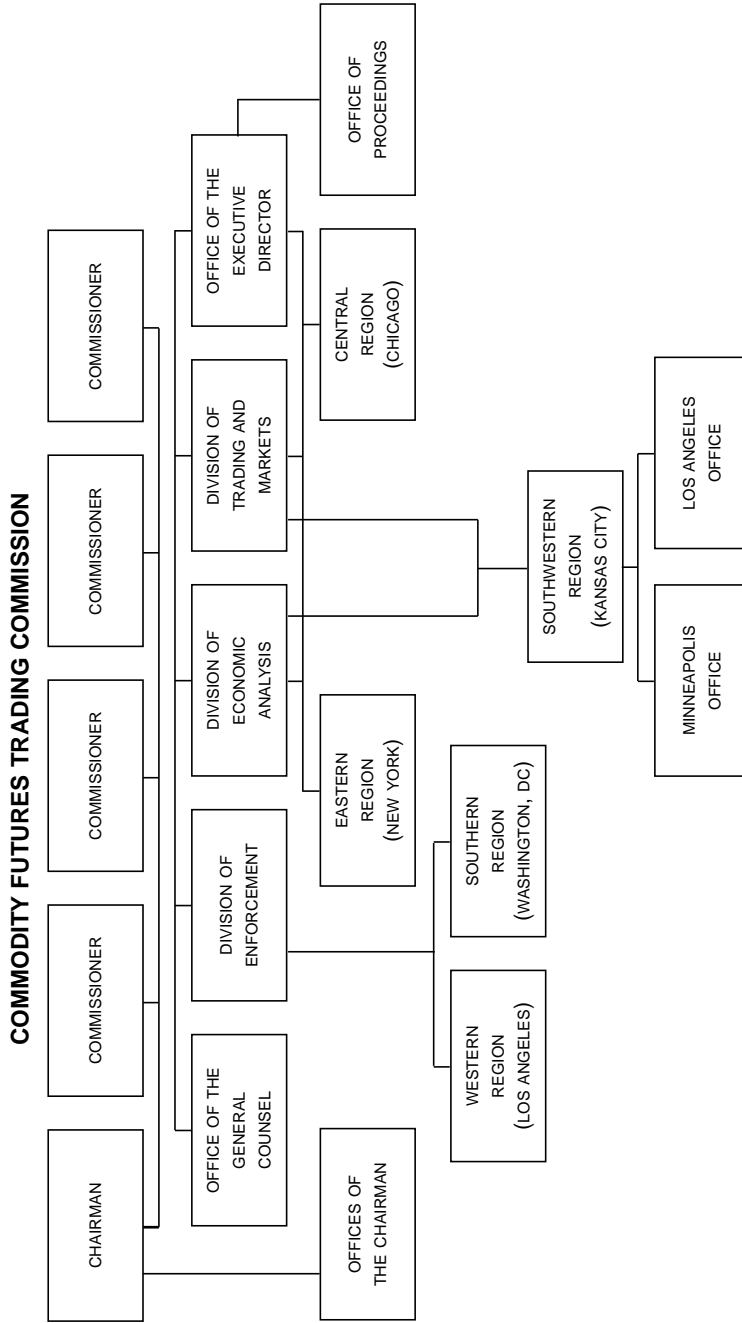 COMMODITY FUTURES TRADING COMMISSION
CHAIRMAN
COMMISSIONER
COMMISSIONER
COMMISSIONER
COMMISSIONER
OFFICE OF THE
GENERAL
COUNSEL
DIVISION OF
ENFORCEMENT
DIVISION OF
ECONOMIC
ANALYSIS
DIVISION OF
TRADING AND
MARKETS
OFFICE OF THE
EXECUTIVE
DIRECTOR
OFFICES OF
THE CHAIRMAN
EASTERN
REGION
(NEW YORK)
CENTRAL
REGION
(CHICAGO)
OFFICE OF
PROCEEDINGS
WESTERN
REGION
(LOS ANGELES)
SOUTHERN
REGION
(WASHINGTON, DC)
SOUTHWESTERN
REGION
(KANSAS CITY)
MINNEAPOLIS
OFFICE
LOS ANGELES
OFFICE